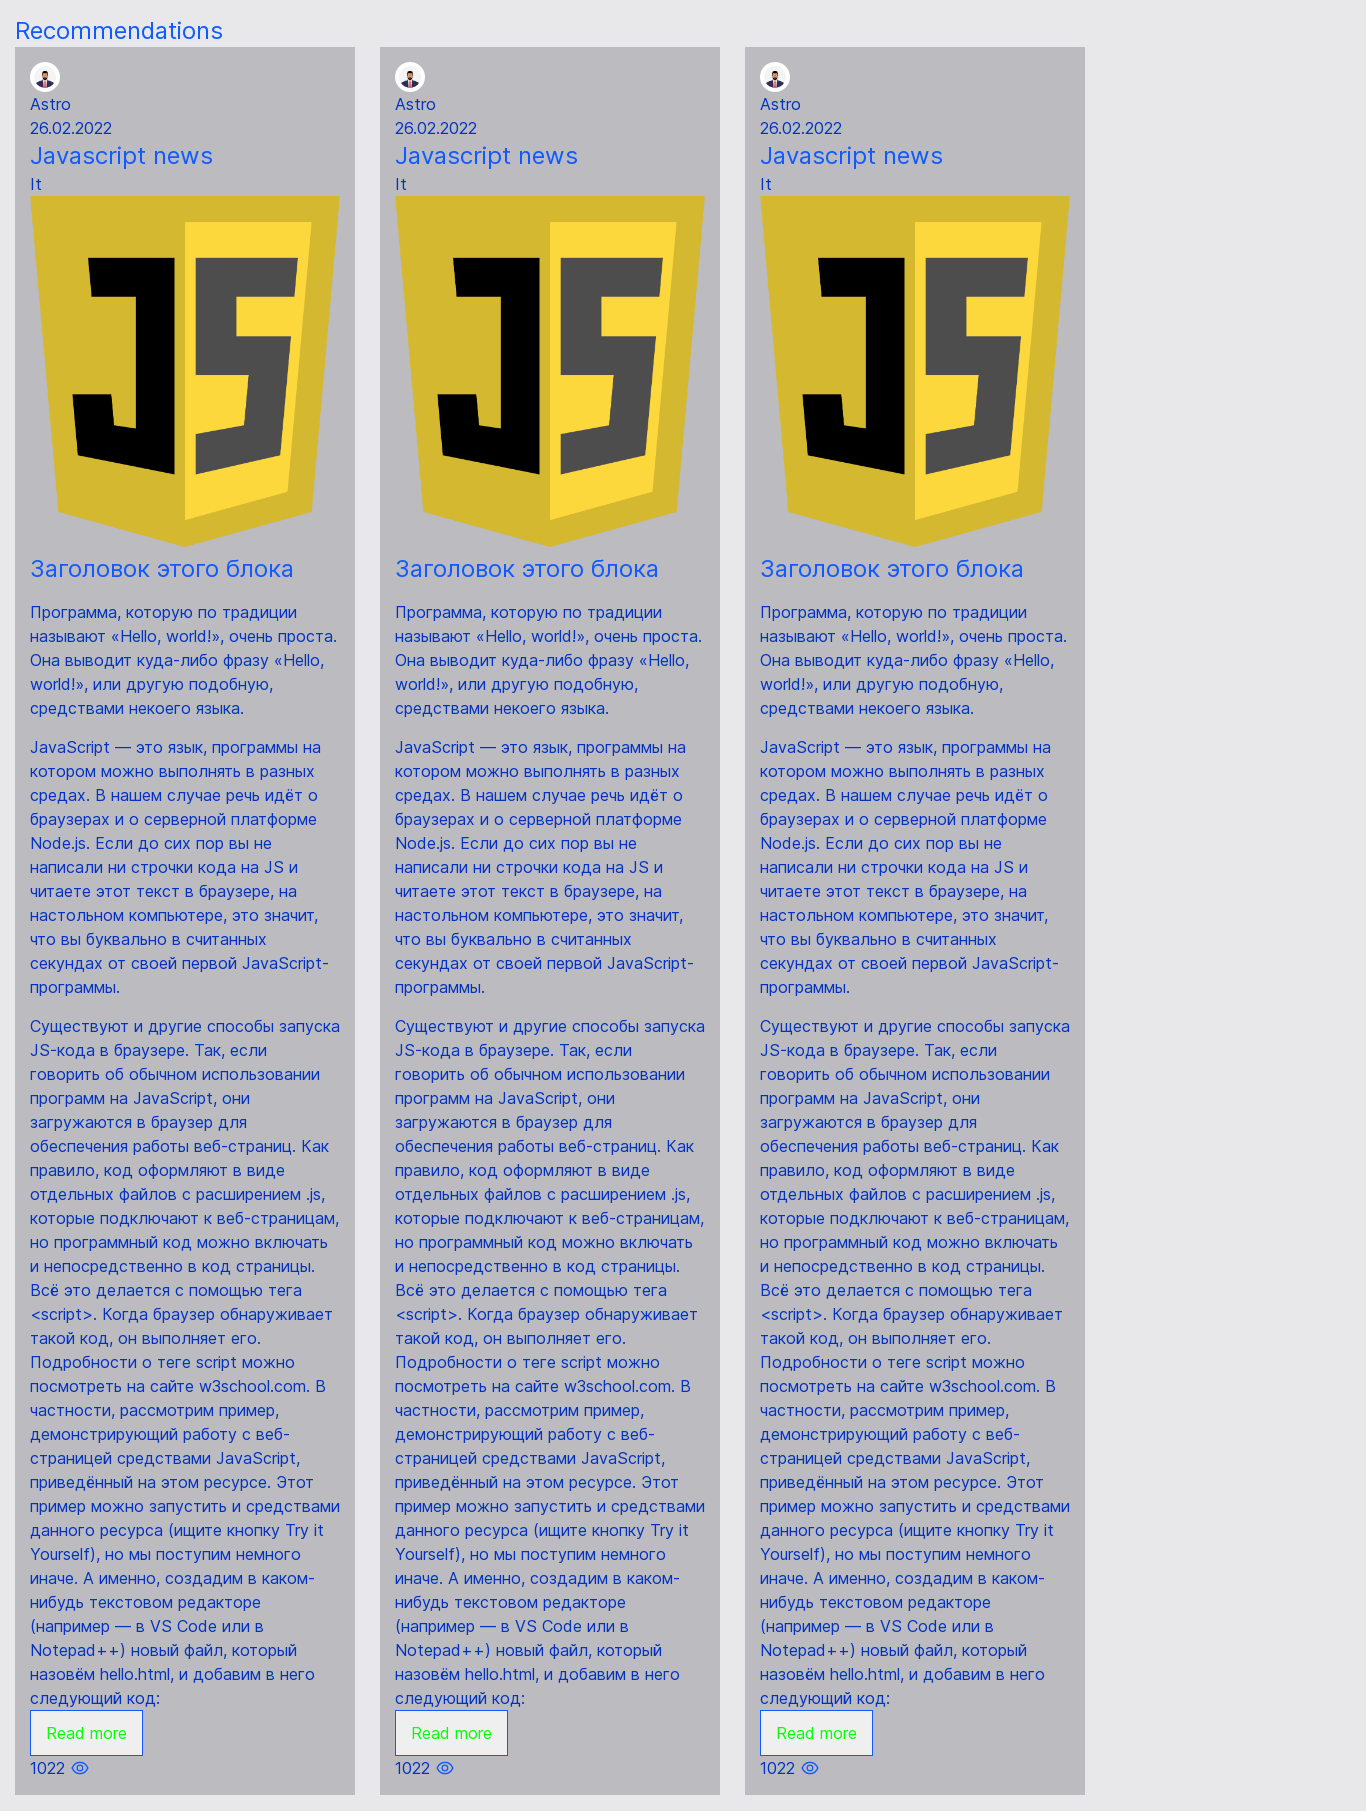 Recommendations
Astro
26.02.2022
Javascript news
It
JS
Заголовок этого блока
Программа, которую по традиции
называют «Hello, world!», очень проста.
Она выводит куда-либо фразу «Hello,
world!», или другую подобную,
средствами некоего языка.
JavaScript — это язык, программы на
котором можно выполнять в разных
средах. В нашем случае речь идёт о
браузерах и о серверной платформе
Node.js. Если до сих пор вы не
написали ни строчки кода на JS и
читаете этот текст в браузере, на
настольном компьютере, это значит,
что вы буквально в считанных
секундах от своей первой JavaScript-
программы.
Существуют и другие способы запуска
JS-кода в браузере. Так, если
говорить об обычном использовании
программ на JavaScript, они
загружаются в браузер для
обеспечения работы веб-страниц. Как
правило, код оформляют в виде
отдельных файлов с расширением .js,
которые подключают к веб-страницам,
но программный код можно включать
и непосредственно в код страницы.
Всё это делается с помощью тега
<script>. Когда браузер обнаруживает
такой код, он выполняет его.
Подробности о теге script можно
посмотреть на сайте w3school.com. В
частности, рассмотрим пример,
демонстрирующий работу с веб-
страницей средствами JavaScript,
приведённый на этом ресурсе. Этот
пример можно запустить и средствами
данного ресурса (ищите кнопку Try it
Yourself), но мы поступим немного
иначе. А именно, создадим в каком-
нибудь текстовом редакторе
(например — в VS Code или в
Notepad++) новый файл, который
назовём hello.html, и добавим в него
следующий код:
Read more
1022
Astro
26.02.2022
Javascript news
It
JS
Заголовок этого блока
Программа, которую по традиции
называют «Hello, world!», очень проста.
Она выводит куда-либо фразу «Hello,
world!», или другую подобную,
средствами некоего языка.
JavaScript — это язык, программы на
котором можно выполнять в разных
средах. В нашем случае речь идёт о
браузерах и о серверной платформе
Node.js. Если до сих пор вы не
написали ни строчки кода на JS и
читаете этот текст в браузере, на
настольном компьютере, это значит,
что вы буквально в считанных
секундах от своей первой JavaScript-
программы.
Существуют и другие способы запуска
JS-кода в браузере. Так, если
говорить об обычном использовании
программ на JavaScript, они
загружаются в браузер для
обеспечения работы веб-страниц. Как
правило, код оформляют в виде
отдельных файлов с расширением .js,
которые подключают к веб-страницам,
но программный код можно включать
и непосредственно в код страницы.
Всё это делается с помощью тега
<script>. Когда браузер обнаруживает
такой код, он выполняет его.
Подробности о теге script можно
посмотреть на сайте w3school.com. В
частности, рассмотрим пример,
демонстрирующий работу с веб-
страницей средствами JavaScript,
приведённый на этом ресурсе. Этот
пример можно запустить и средствами
данного ресурса (ищите кнопку Try it
Yourself), но мы поступим немного
иначе. А именно, создадим в каком-
нибудь текстовом редакторе
(например — в VS Code или в
Notepad++) новый файл, который
назовём hello.html, и добавим в него
следующий код:
Read more
1022
Astro
26.02.2022
Javascript news
It
JS
Заголовок этого блока
Программа, которую по традиции
называют «Hello, world!», очень проста.
Она выводит куда-либо фразу «Hello,
world!», или другую подобную,
средствами некоего языка.
JavaScript — это язык, программы на
котором можно выполнять в разных
средах. В нашем случае речь идёт о
браузерах и о серверной платформе
Node.js. Если до сих пор вы не
написали ни строчки кода на JS и
читаете этот текст в браузере, на
настольном компьютере, это значит,
что вы буквально в считанных
секундах от своей первой JavaScript-
программы.
Существуют и другие способы запуска
JS-кода в браузере. Так, если
говорить об обычном использовании
программ на JavaScript, они
загружаются в браузер для
обеспечения работы веб-страниц. Как
правило, код оформляют в виде
отдельных файлов с расширением .js,
которые подключают к веб-страницам,
но программный код можно включать
и непосредственно в код страницы.
Всё это делается с помощью тега
<script>. Когда браузер обнаруживает
такой код, он выполняет его.
Подробности о теге script можно
посмотреть на сайте w3school.com. В
частности, рассмотрим пример,
демонстрирующий работу с веб-
страницей средствами JavaScript,
приведённый на этом ресурсе. Этот
пример можно запустить и средствами
данного ресурса (ищите кнопку Try it
Yourself), но мы поступим немного
иначе. А именно, создадим в каком-
нибудь текстовом редакторе
(например — в VS Code или в
Notepad++) новый файл, который
назовём hello.html, и добавим в него
следующий код:
Read more
1022